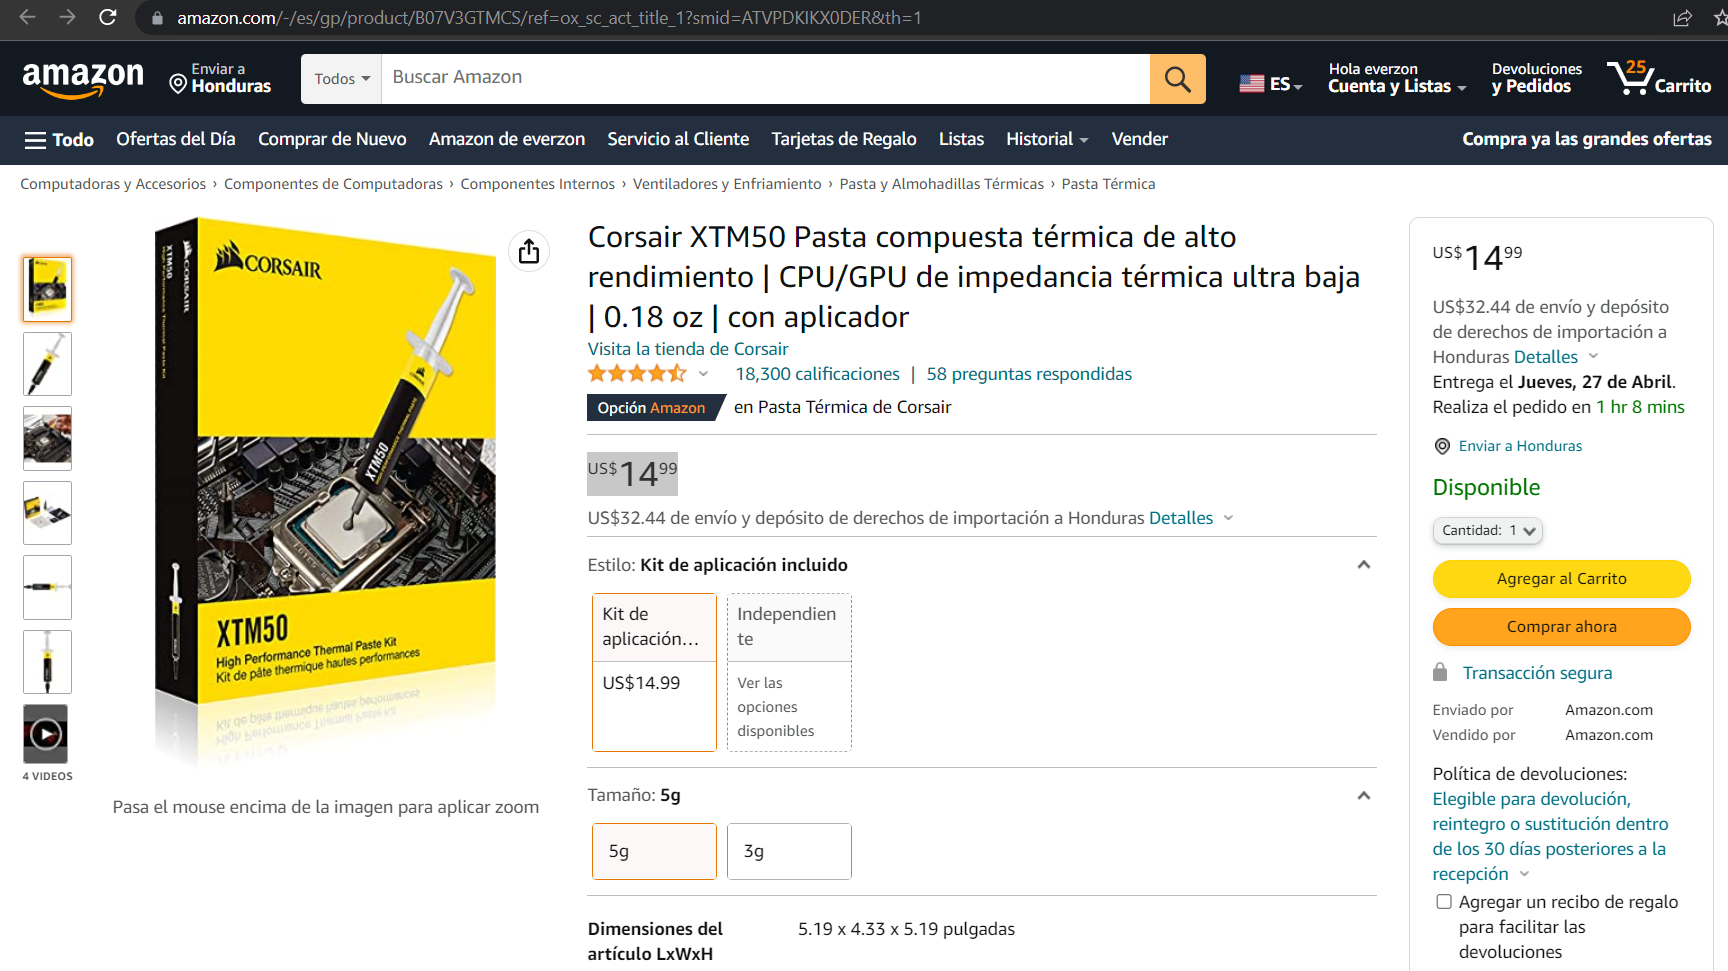 amazon.com/-/es/gp/product/B07V3GTMCS/ref=ox_sc_act_title_1?smid=ATVPDKIKX0DER&th=1
amazon
Enviar a
Honduras
Todos
Buscar Amazon
ES
Hola everzon
Cuenta y Listas
Devoluciones
y Pedidos
25
Carrito
Todo
Ofertas del Día
Comprar de Nuevo
Amazon de everzon
Servicio al Cliente
Tarjetas de Regalo
Listas
Historial
Vender
Compra ya las grandes ofertas
Computadoras y Accesorios › Componentes de Computadoras › Componentes Internos › Ventiladores y Enfriamiento › Pasta y Almohadillas Térmicas › Pasta Térmica
4 VIDEOS
CORSAIR
XTM50
High Performance Thermal Paste Kit
CORSAIR
XTM50
XTM50
High Performance Thermal Paste Kit
Kit de pâte thermique hautes performances
Pasa el mouse encima de la imagen para aplicar zoom
Corsair XTM50 Pasta compuesta térmica de alto
rendimiento | CPU/GPU de impedancia térmica ultra baja
| 0.18 oz | con aplicador
Visita la tienda de Corsair
18,300 calificaciones | 58 preguntas respondidas
Opción Amazon en Pasta Térmica de Corsair
US$14 99
US$32.44 de envío y depósito de derechos de importación a Honduras Detalles
Estilo: Kit de aplicación incluido
Kit de
aplicación...
US$14.99
Independien
te
Ver las
opciones
disponibles
Tamaño: 5g
5g
3g
Dimensiones del
artículo LxWxH
5.19 x 4.33 x 5.19 pulgadas
US$14 99
US$32.44 de envío y depósito
de derechos de importación a
Honduras Detalles
Entrega el Jueves, 27 de Abril.
Realiza el pedido en 1 hr 8 mins
Enviar a Honduras
Disponible
Cantidad: 1
Agregar al Carrito
Comprar ahora
Transacción segura
Enviado por Amazon.com
Vendido por Amazon.com
Política de devoluciones:
Elegible para devolución,
reintegro o sustitución dentro
de los 30 días posteriores a la
recepción
Agregar un recibo de regalo
para facilitar las
devoluciones